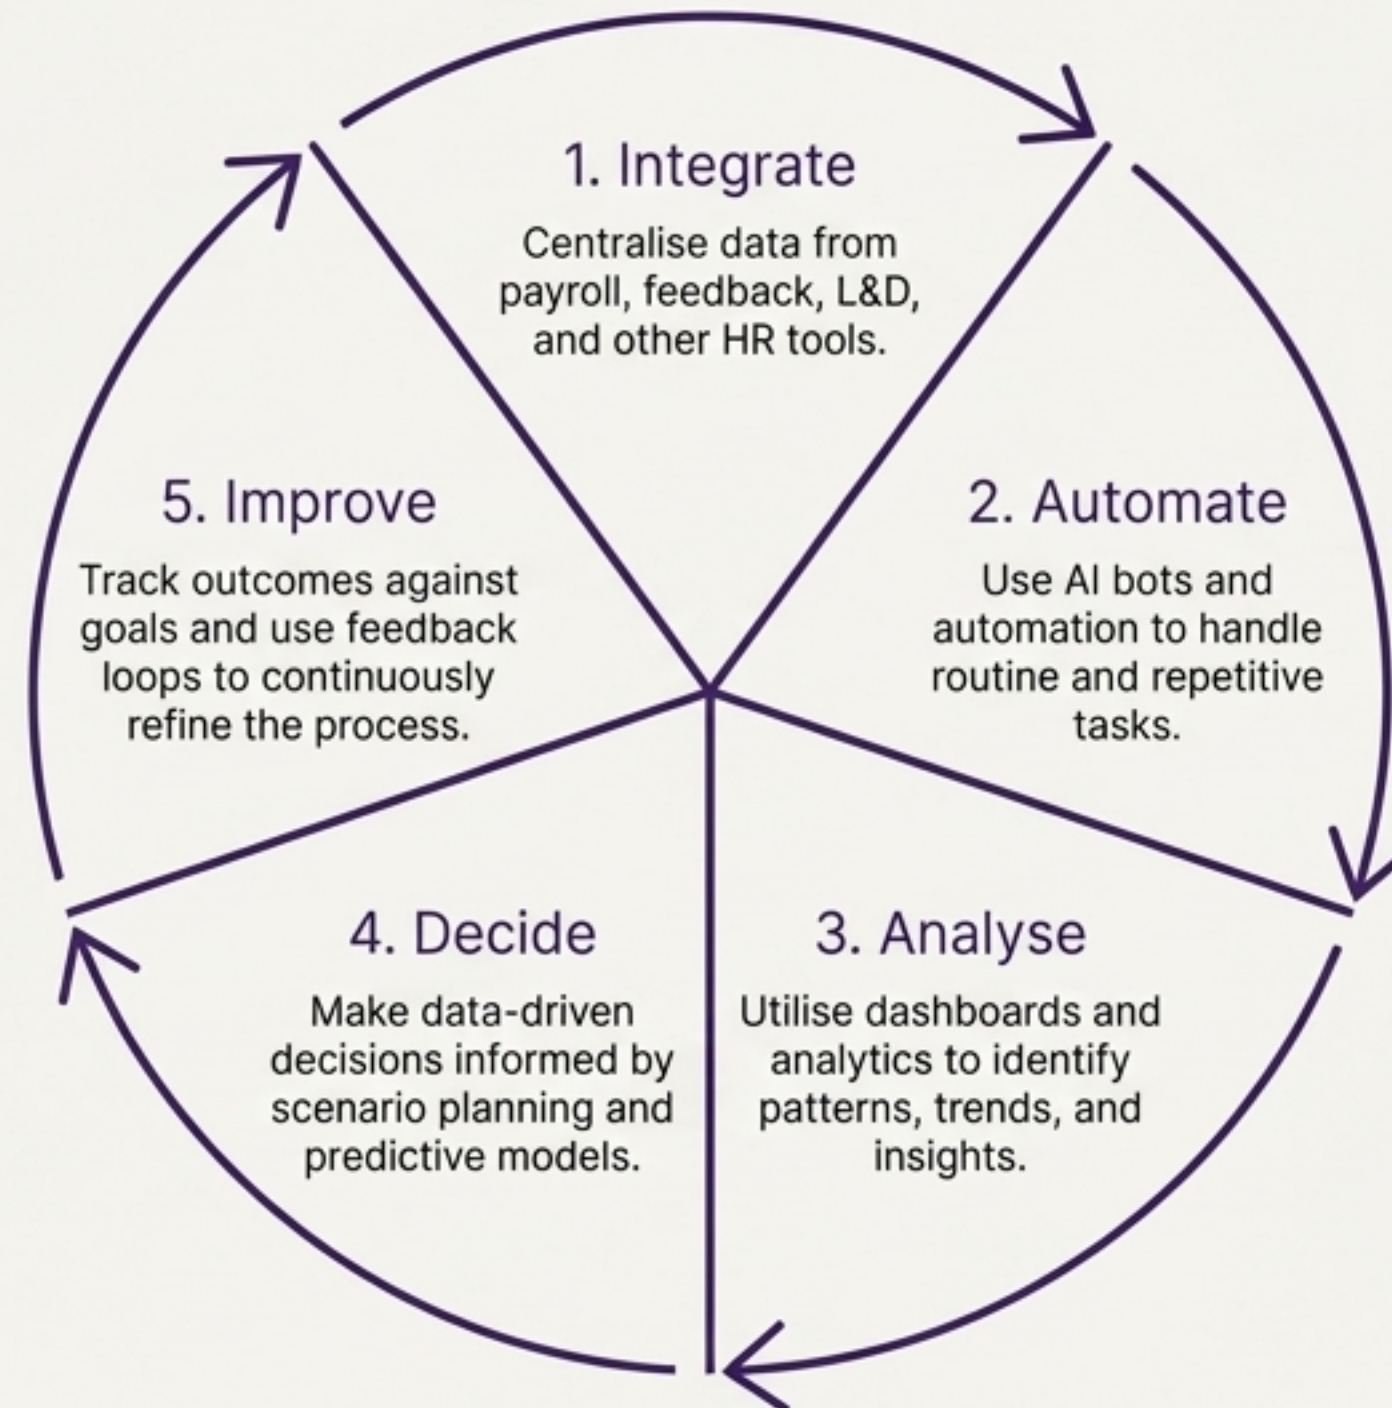 1. Integrate
Centralise data from
payroll, feedback, L&D,
and other HR tools.
2. Automate
Use AI bots and
automation to handle
routine and repetitive
tasks.
3. Analyse
Utilise dashboards and
analytics to identify
patterns, trends, and
insights.
4. Decide
Make data-driven
decisions informed by
scenario planning and
predictive models.
5. Improve
Track outcomes against
goals and use feedback
loops to continuously
refine the process.